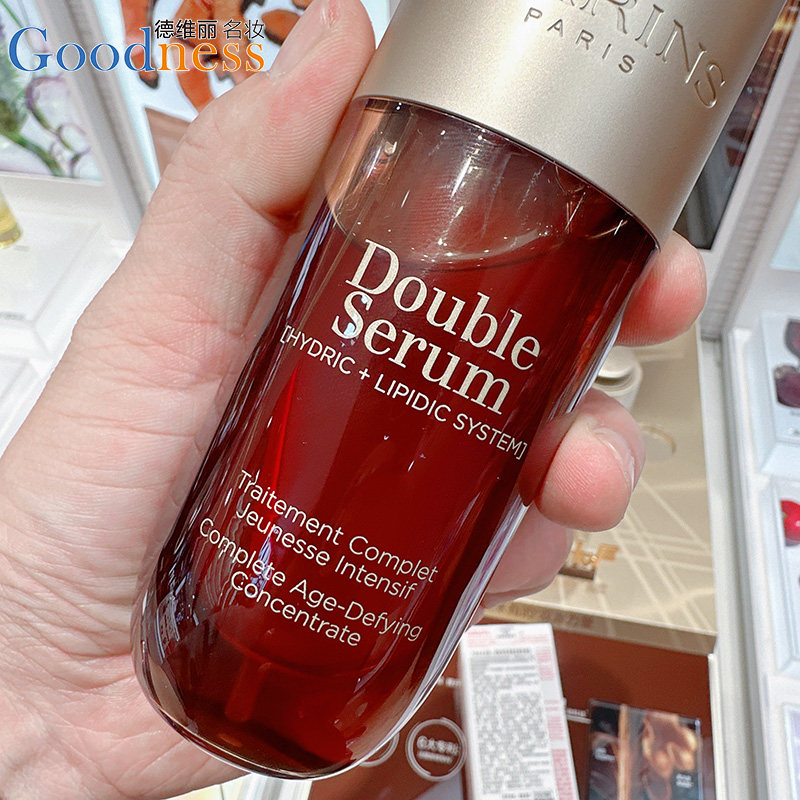 德维丽名妆
Goodness
RINS
PARIS
Double
Serum
[HYDRIC + LIPIDIC SYSTEM]
Traitement Complet
Jeunesse Intensif
Complete Age-Defying
Concentrate